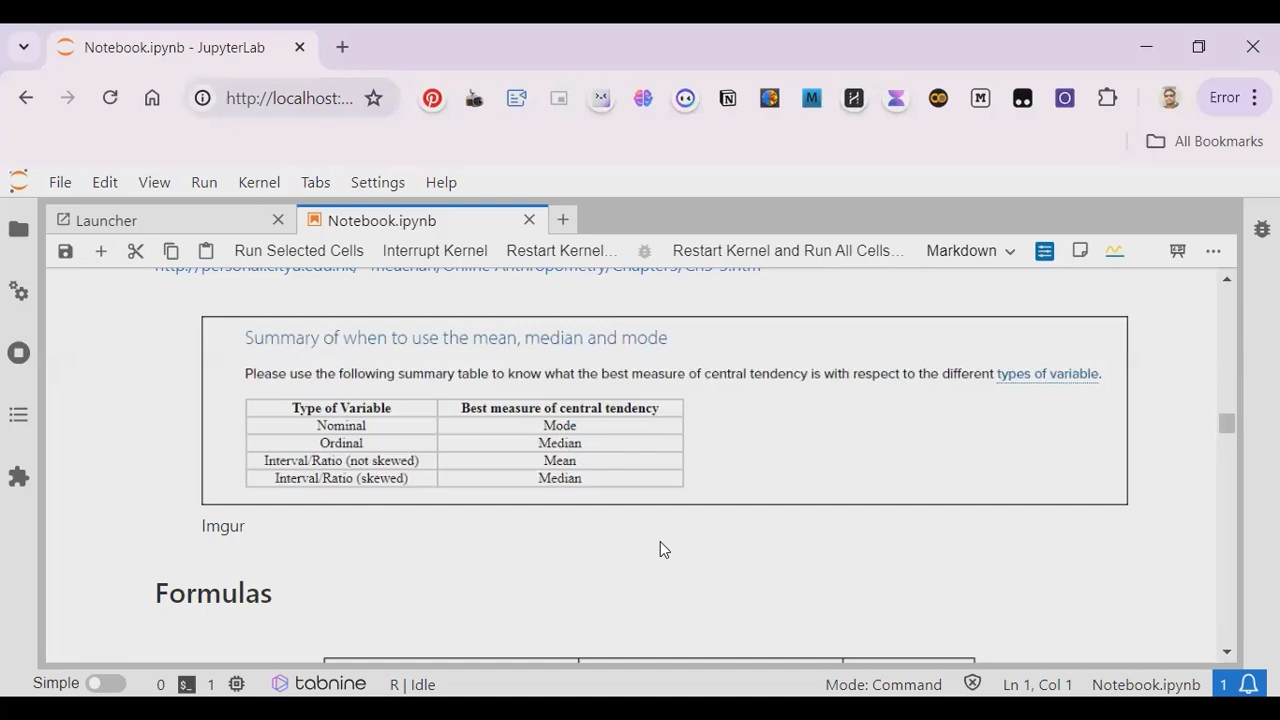 Notebook.ipynb - JupyterLab
http://localhost:...
Error
All Bookmarks
File Edit View Run Kernel Tabs Settings Help
Launcher
Notebook.ipynb
Run Selected Cells Interrupt Kernel Restart Kernel... Restart Kernel and Run All Cells... Markdown
Summary of when to use the mean, median and mode
Please use the following summary table to know what the best measure of central tendency is with respect to the different types of variable.
Type of Variable Best measure of central tendency
Nominal Mode
Ordinal Median
Interval/Ratio (not skewed) Mean
Interval/Ratio (skewed) Median
Imgur
Formulas
Simple 0 1 tabnine R | Idle Mode: Command Ln 1, Col 1 Notebook.ipynb 1